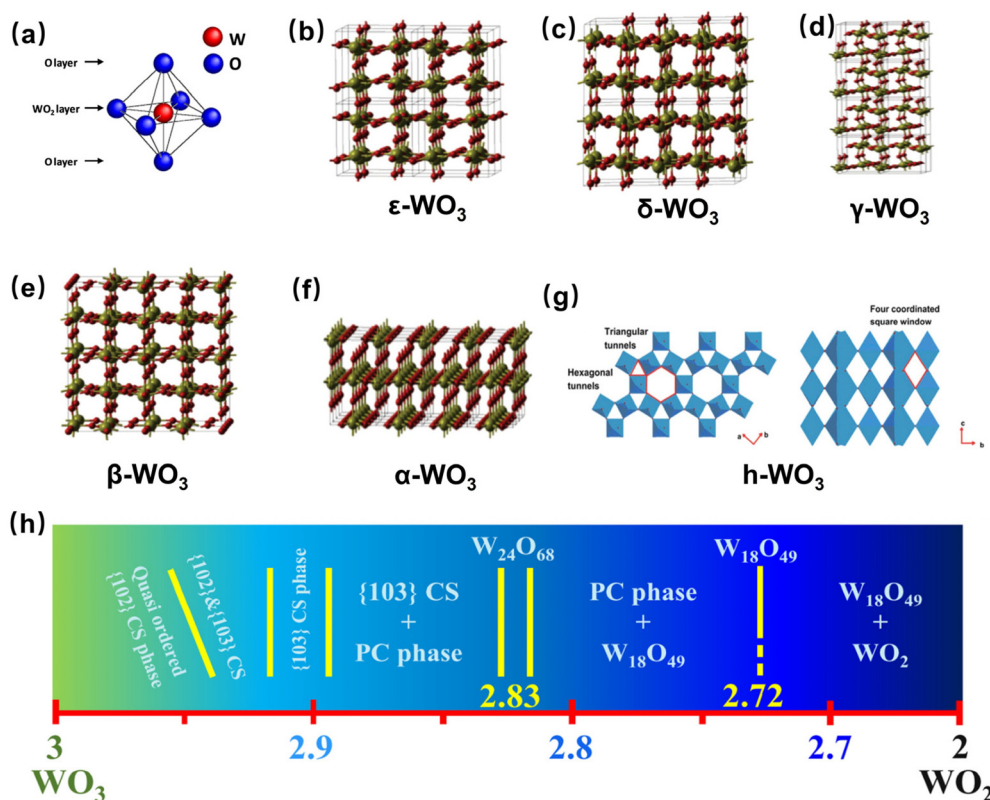 (a)
W
O
O layer
WO₂ layer
O layer
(b)
ε-WO₃
(c)
δ-WO₃
(d)
γ-WO₃
(e)
β-WO₃
(f)
α-WO₃
(g)
Triangular
tunnels
Hexagonal
tunnels
a
b
Four coordinated
square window
c
b
h-WO₃
(h)
Quasi ordered
{102} CS phase
{102}&{103} CS
{103} CS phase
{103} CS
+
PC phase
W₂₄O₆₈
2.83
PC phase
+
W₁₈O₄₉
W₁₈O₄₉
2.72
W₁₈O₄₉
+
WO₂
3
2.9
2.8
2.7
2
WO₃
WO₂